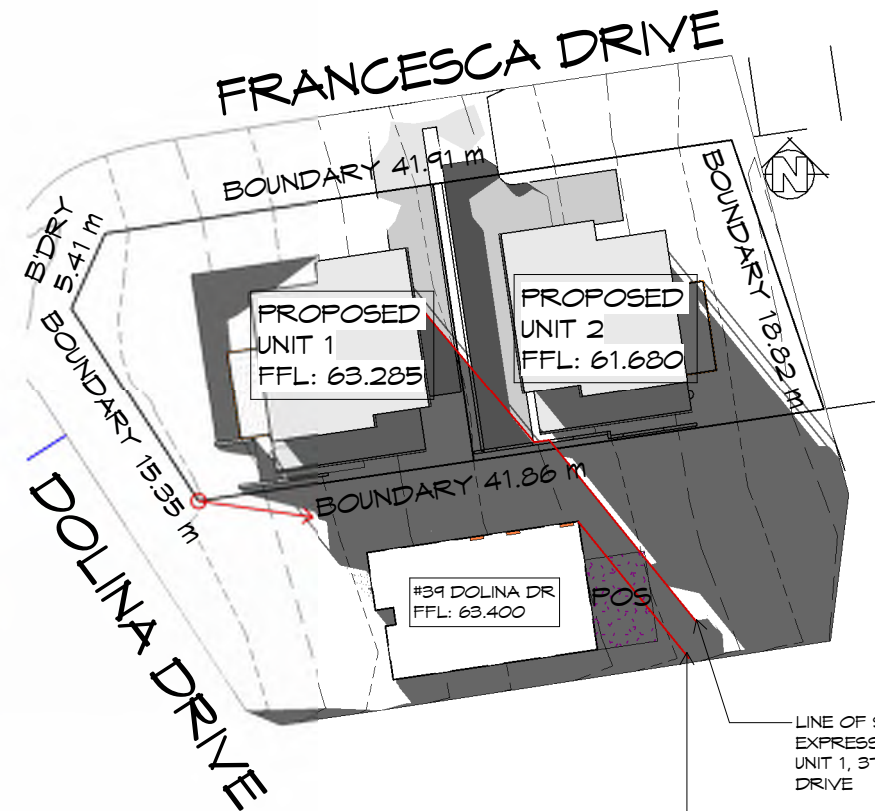 FRANCESCA DRIVE
BOUNDARY 41.91 m
B'DRY
5.41 m
BOUNDARY 18.82 m
N
PROPOSED
UNIT 1
FFL: 63.285
PROPOSED
UNIT 2
FFL: 61.680
BOUNDARY 15.35 m
BOUNDARY 41.86 m
DOLINA DRIVE
#39 DOLINA DR
FFL: 63.400
POS
LINE OF
EXPRESS
UNIT 1, 37
DRIVE